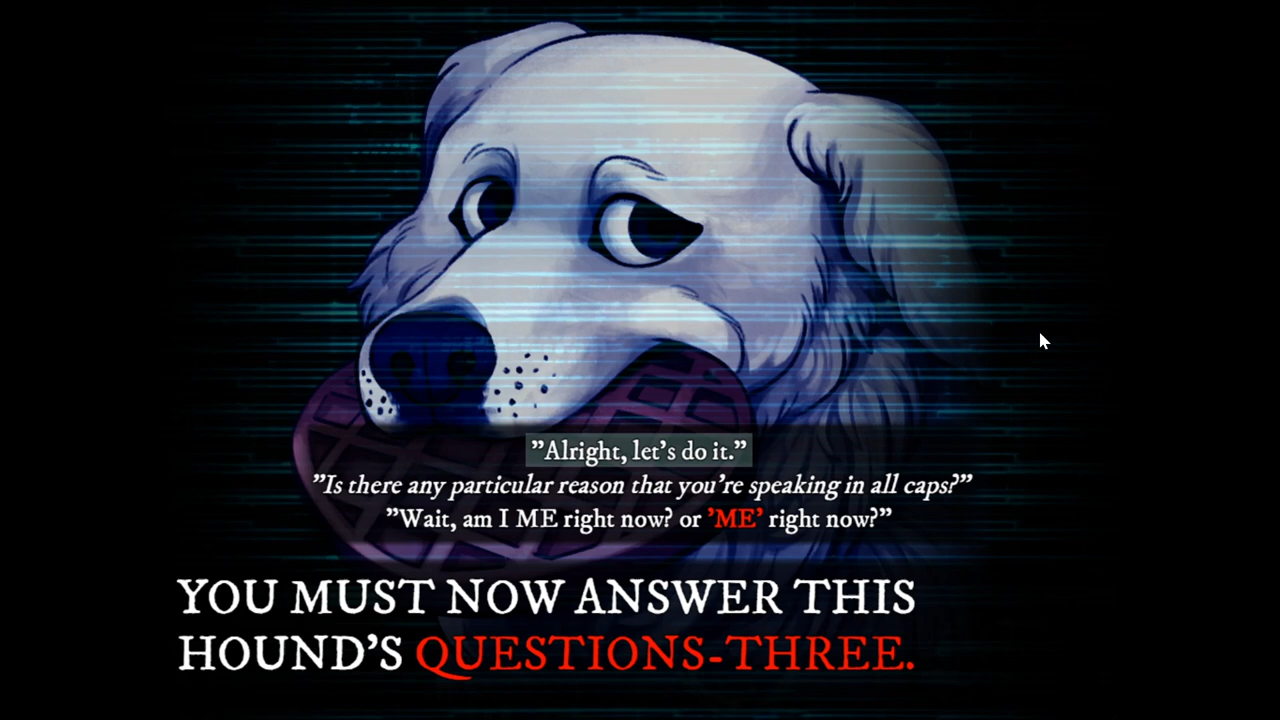 ”Alright, let’s do it.”
”Is there any particular reason that you’re speaking in all caps?”
”Wait, am I ME right now? or ’ME’ right now?”
YOU MUST NOW ANSWER THIS
HOUND’S QUESTIONS-THREE.